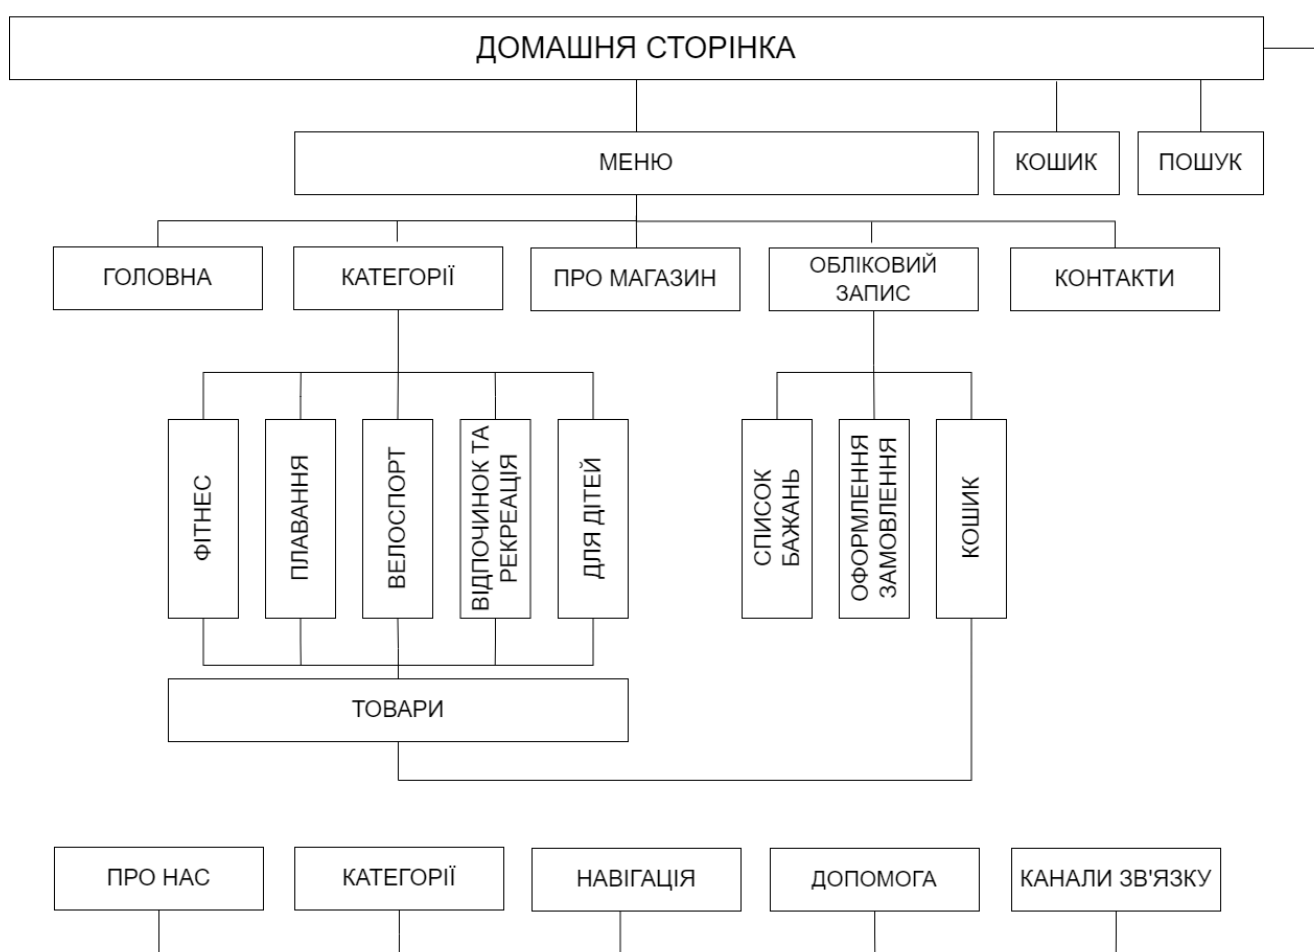 ДОМАШНЯ СТОРІНКА
МЕНЮ
КОШИК
ПОШУК
ГОЛОВНА
КАТЕГОРІЇ
ПРО МАГАЗИН
ОБЛІКОВИЙ
ЗАПИС
КОНТАКТИ
ФІТНЕС
ПЛАВАННЯ
ВЕЛОСПОРТ
ВІДПОЧИНОК ТА
РЕКРЕАЦІЯ
ДЛЯ ДІТЕЙ
СПИСОК
БАЖАНЬ
ОФОРМЛЕННЯ
ЗАМОВЛЕННЯ
КОШИК
ТОВАРИ
ПРО НАС
КАТЕГОРІЇ
НАВІГАЦІЯ
ДОПОМОГА
КАНАЛИ ЗВ'ЯЗКУ